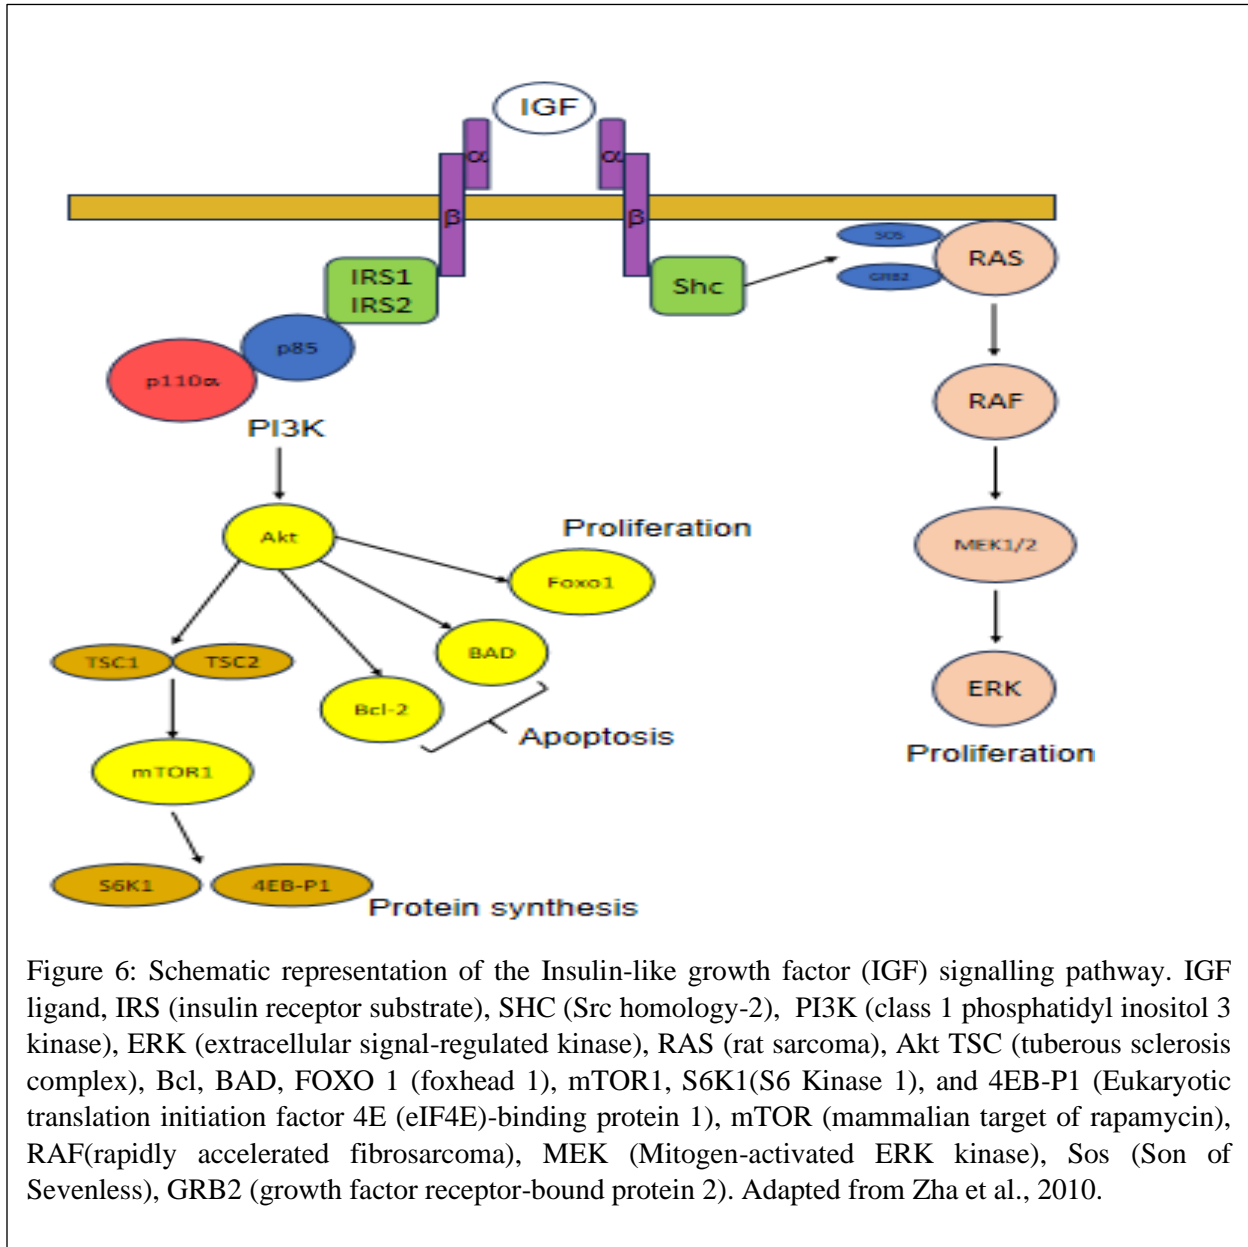 IGF
α
α
β
β
IRS1
IRS2
Shc
SOS
GRB2
RAS
p85
p110α
PI3K
RAF
Akt
Proliferation
Foxo1
MEK1/2
TSC1
TSC2
BAD
Bcl-2
Apoptosis
ERK
Proliferation
mTOR1
S6K1
4EB-P1
Protein synthesis
Figure 6: Schematic representation of the Insulin-like growth factor (IGF) signalling pathway. IGF
ligand, IRS (insulin receptor substrate), SHC (Src homology-2), PI3K (class 1 phosphatidyl inositol 3
kinase), ERK (extracellular signal-regulated kinase), RAS (rat sarcoma), Akt TSC (tuberous sclerosis
complex), Bcl, BAD, FOXO 1 (foxhead 1), mTOR1, S6K1(S6 Kinase 1), and 4EB-P1 (Eukaryotic
translation initiation factor 4E (eIF4E)-binding protein 1), mTOR (mammalian target of rapamycin),
RAF(rapidly accelerated fibrosarcoma), MEK (Mitogen-activated ERK kinase), Sos (Son of
Sevenless), GRB2 (growth factor receptor-bound protein 2). Adapted from Zha et al., 2010.